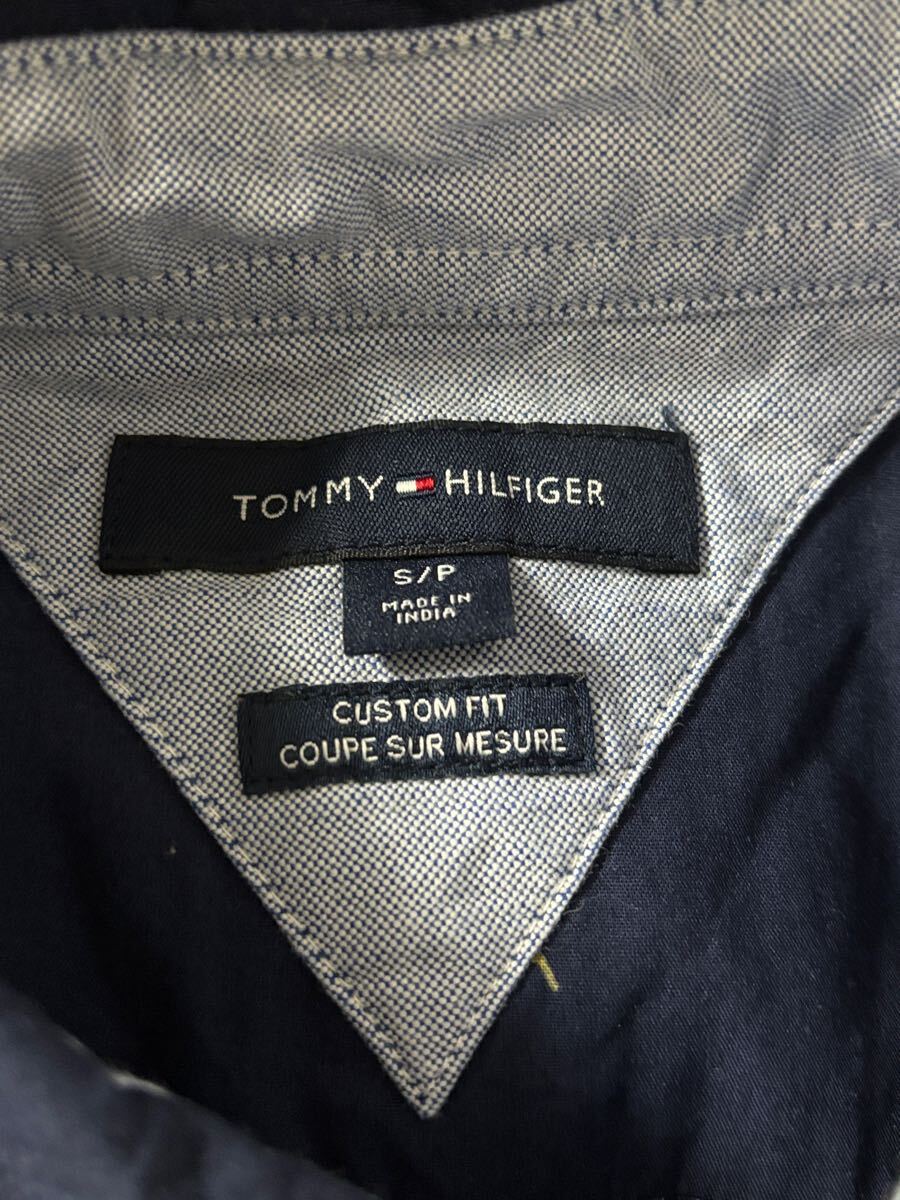 TOMMY HILFIGER
S/P
MADE IN
INDIA
CUSTOM FIT
COUPE SUR MESURE